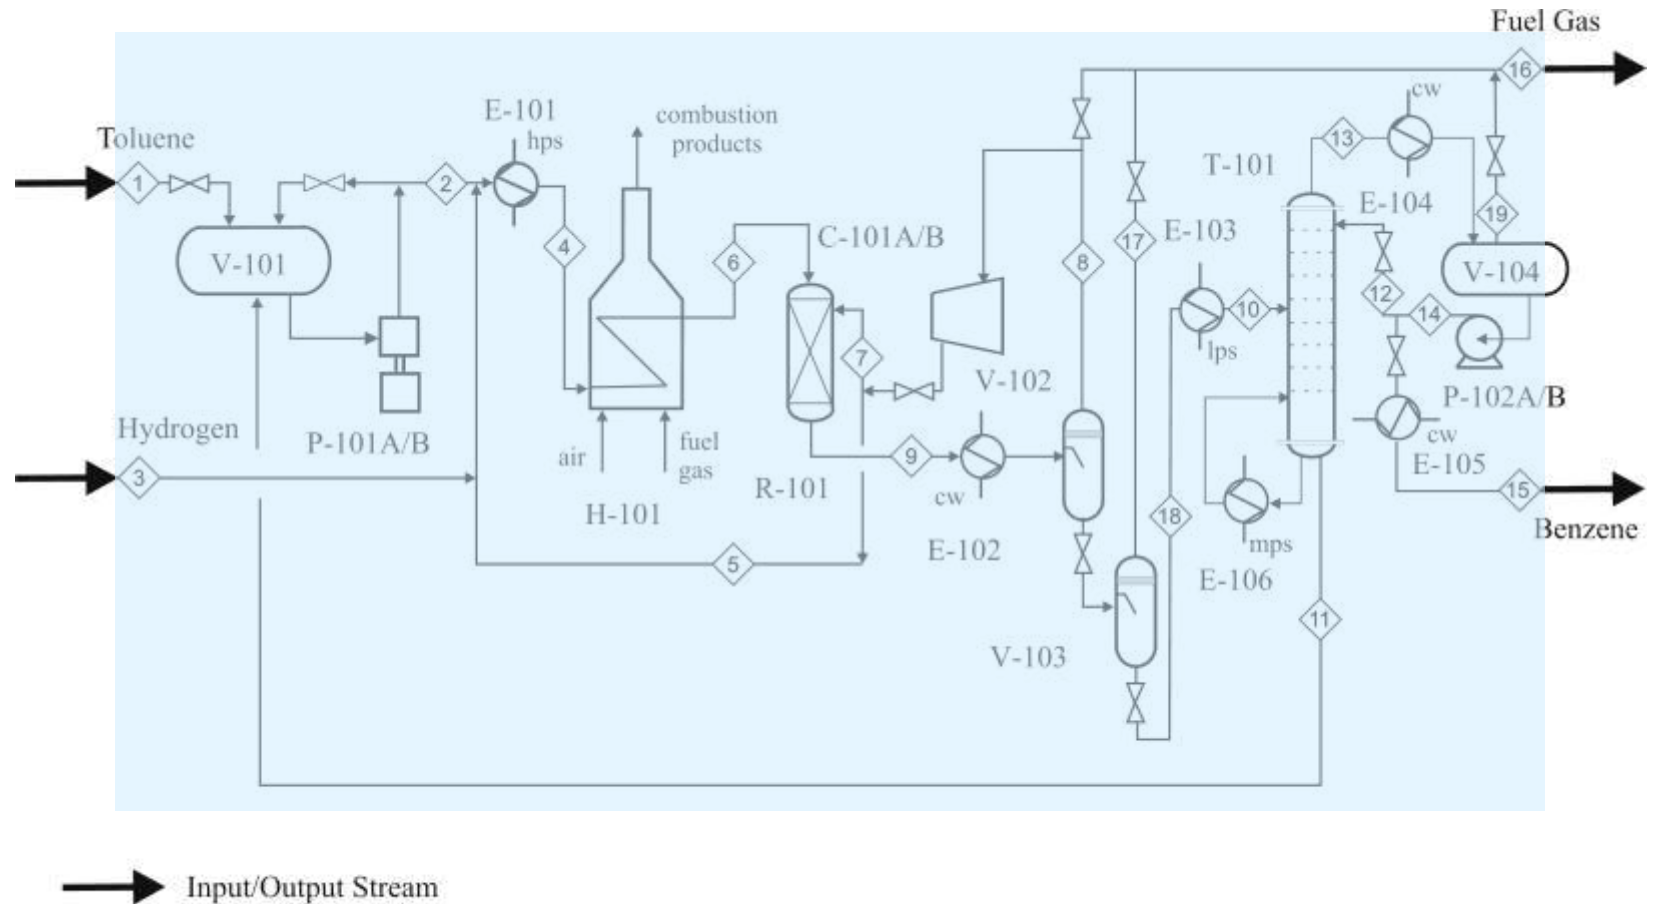 Fuel Gas
16
cw
E-101
hps
combustion
products
Toluene
13
T-101
1
2
E-104
19
C-101A/B
E-103
17
4
6
8
V-101
V-104
12
10
14
7
lps
V-102
P-102A/B
Hydrogen
P-101A/B
fuel
gas
air
9
cw
cw
E-105
3
R-101
15
H-101
18
Benzene
E-102
mps
5
E-106
11
V-103
Input/Output Stream